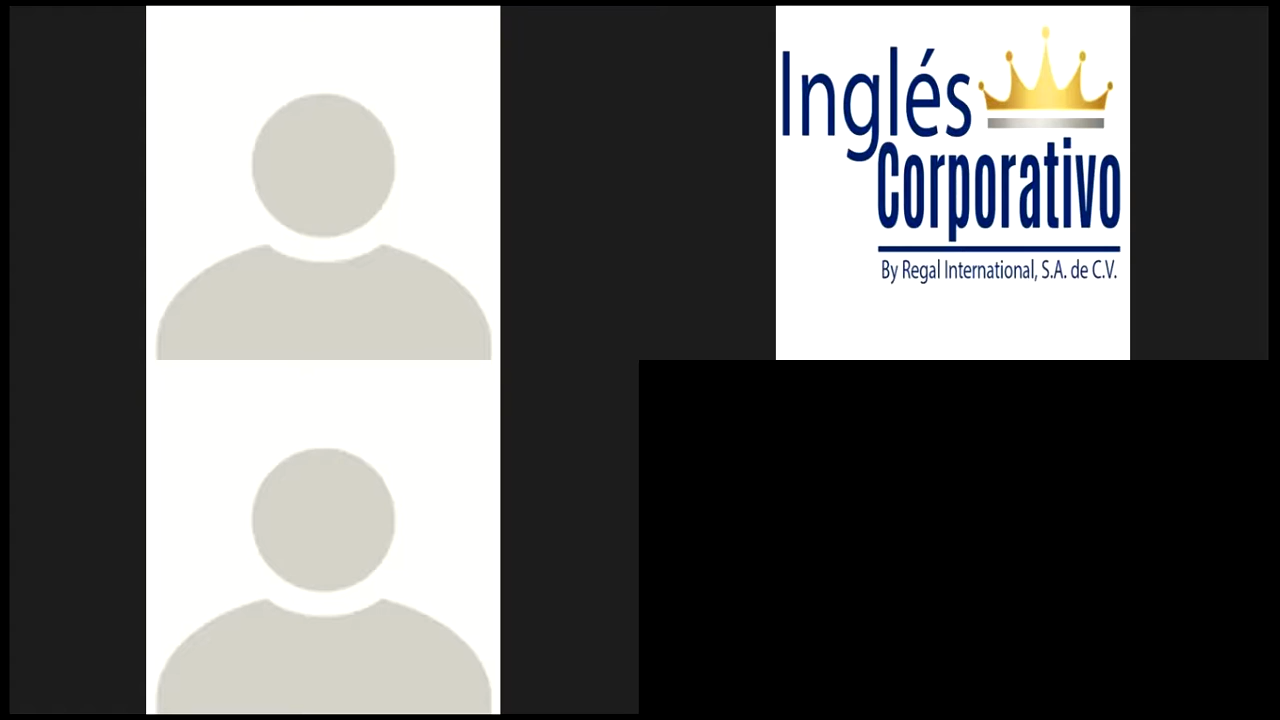 Inglés
Corporativo
By Regal International, S.A. de C.V.